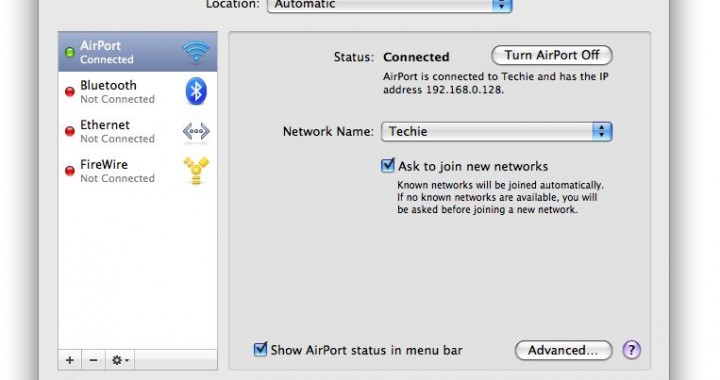 Location: Automatic
AirPort
Connected
Bluetooth
Not Connected
Ethernet
Not Connected
FireWire
Not Connected
Status: Connected
Turn AirPort Off
AirPort is connected to Techie and has the IP
address 192.168.0.128.
Network Name: Techie
Ask to join new networks
Known networks will be joined automatically.
If no known networks are available, you will
be asked before joining a new network.
Show AirPort status in menu bar
Advanced...
?